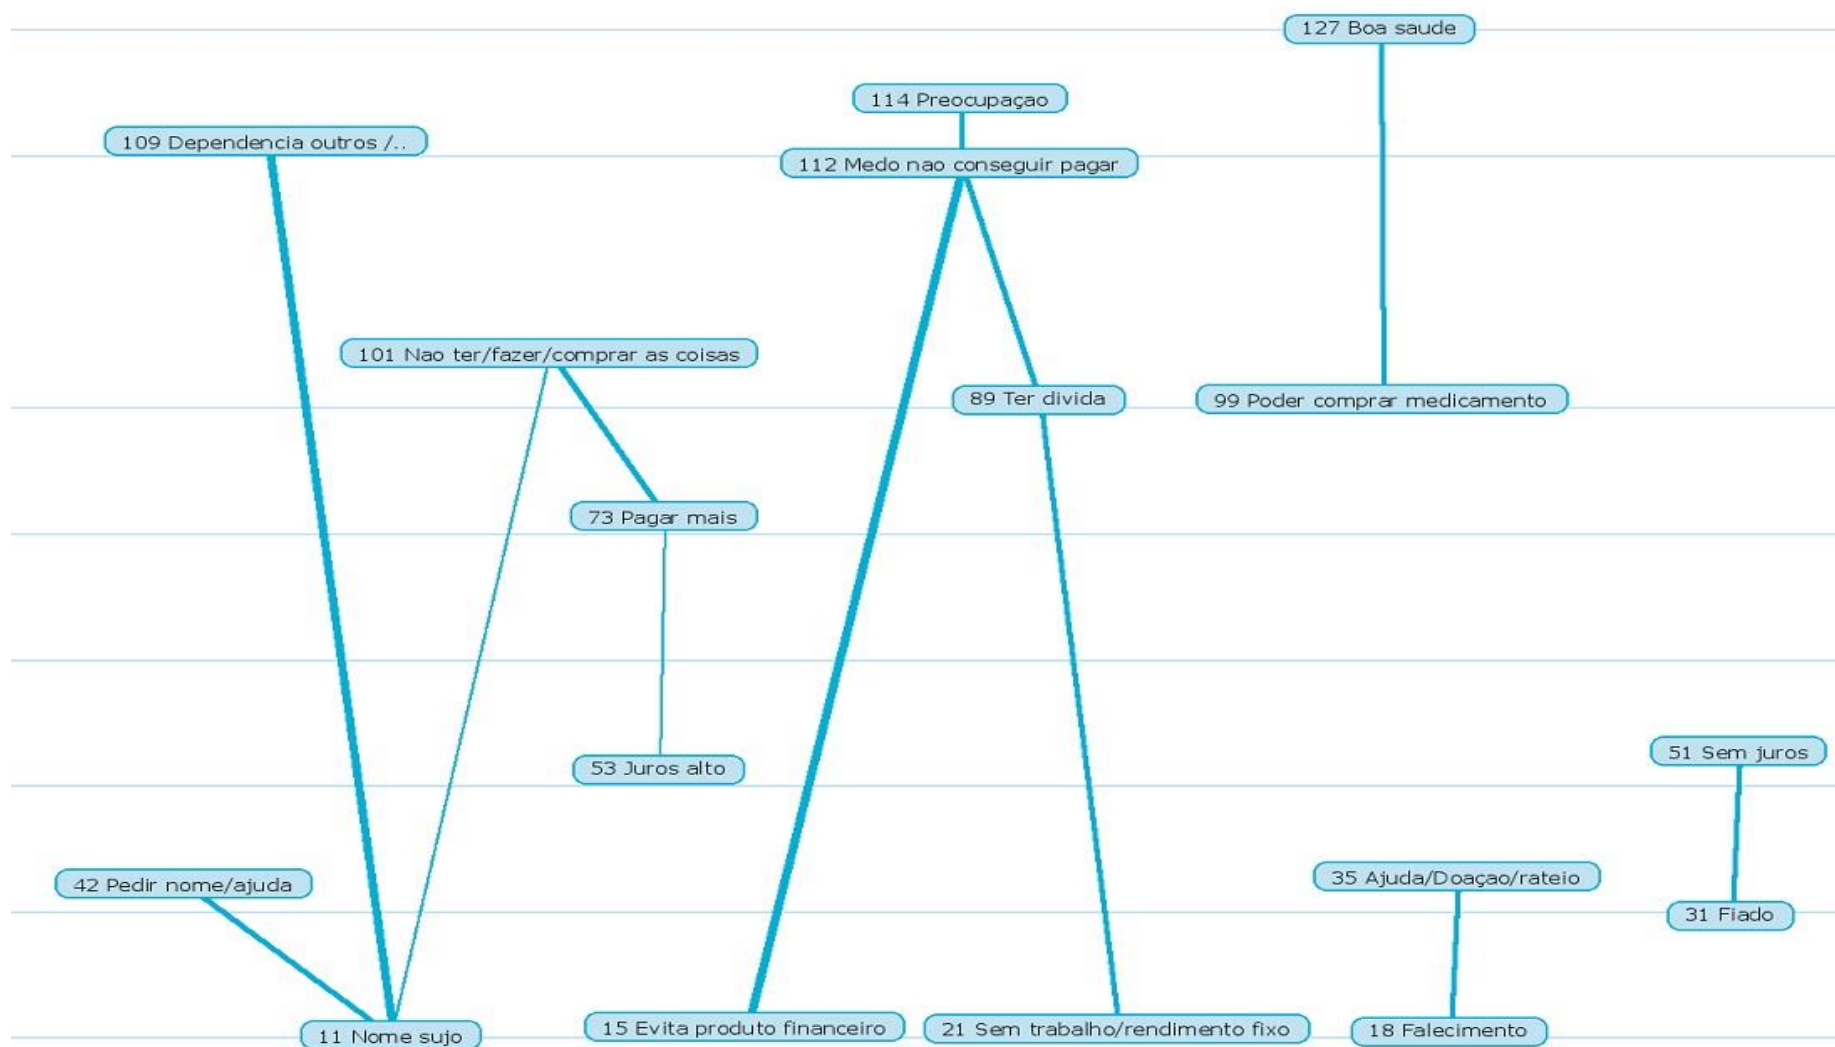 127 Boa saude
114 Preocupaçao
109 Dependencia outros /..
112 Medo nao conseguir pagar
101 Nao ter/fazer/comprar as coisas
89 Ter divida
99 Poder comprar medicamento
73 Pagar mais
51 Sem juros
53 Juros alto
42 Pedir nome/ajuda
35 Ajuda/Doaçao/rateio
31 Fiado
11 Nome sujo
15 Evita produto financeiro
21 Sem trabalho/rendimento fixo
18 Falecimento